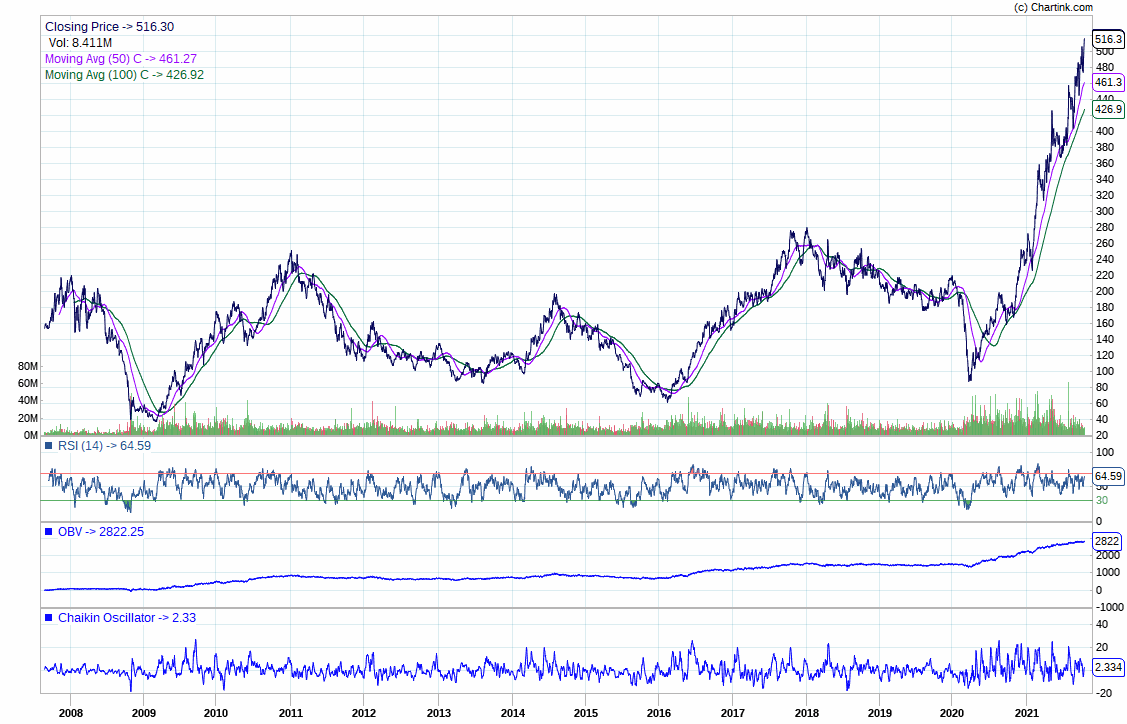 (c) Chartink.com
Closing Price -> 516.30
Vol: 8.411M
Moving Avg (50) C -> 461.27
Moving Avg (100) C -> 426.92
516.3
500
480
461.3
440
426.9
400
380
360
340
320
300
280
260
240
220
200
180
160
140
120
100
80
60
40
20
80M
60M
40M
20M
0M
RSI (14) -> 64.59
100
64.59
50
30
0
OBV -> 2822.25
2822
2000
1000
0
-1000
Chaikin Oscillator -> 2.33
40
20
2.334
-20
2008 2009 2010 2011 2012 2013 2014 2015 2016 2017 2018 2019 2020 2021